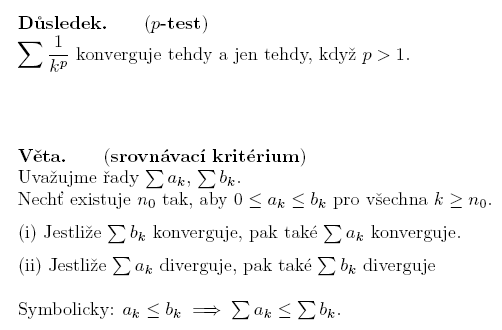 Důsledek. (p-test)
∑ 1/k^p konverguje tehdy a jen tehdy, když p > 1.
Věta. (srovnávací kritérium)
Uvažujme řady ∑ a_k, ∑ b_k.
Nechť existuje n_0 tak, aby 0 ≤ a_k ≤ b_k pro všechna k ≥ n_0.
(i) Jestliže ∑ b_k konverguje, pak také ∑ a_k konverguje.
(ii) Jestliže ∑ a_k diverguje, pak také ∑ b_k diverguje
Symbolicky: a_k ≤ b_k ⟹ ∑ a_k ≤ ∑ b_k.